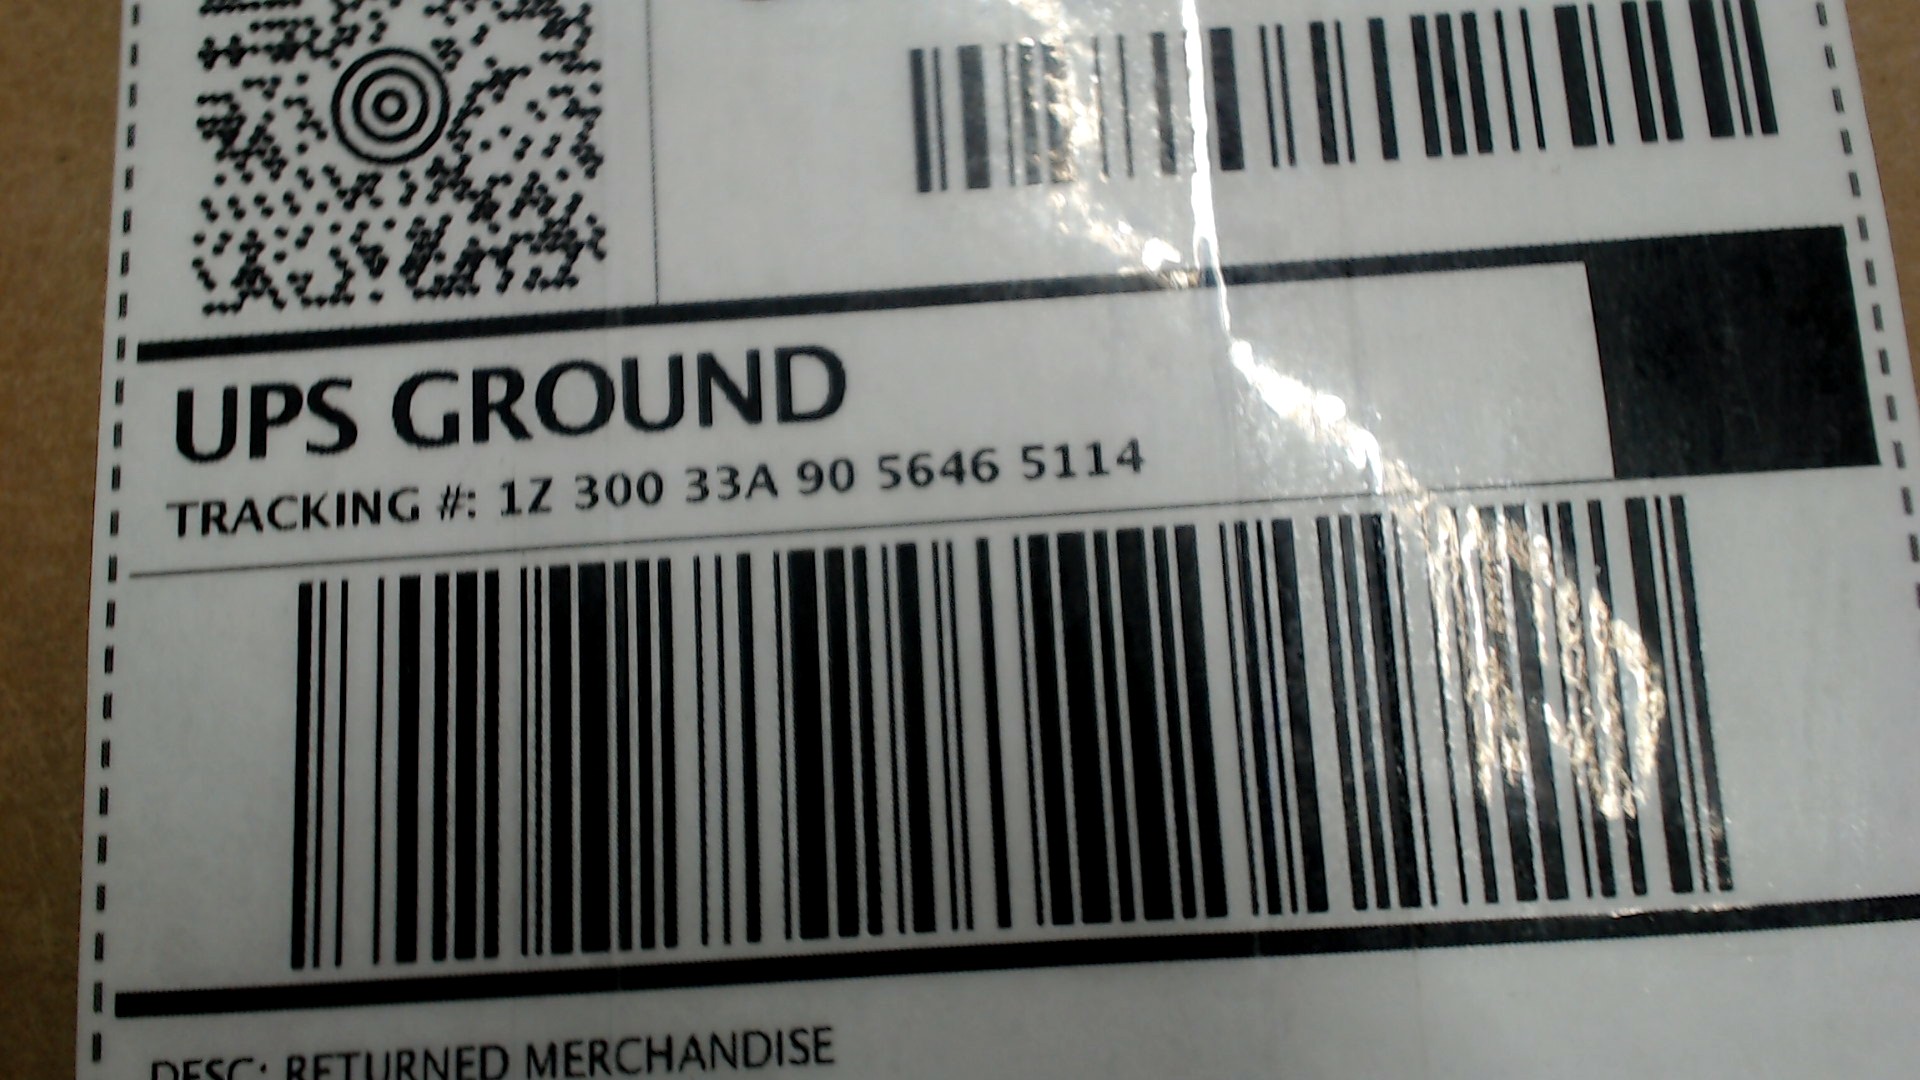 UPS GROUND
TRACKING #: 1Z 300 33A 90 5646 5114
DESC: RETURNED MERCHANDISE